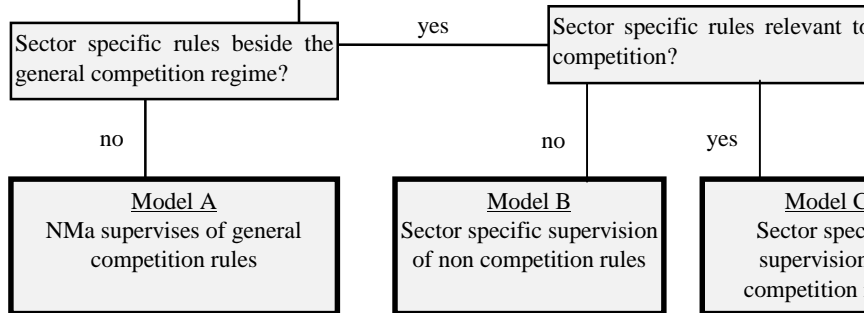 Sector specific rules beside the
general competition regime?
yes
Sector specific rules relevant to
competition?
no
no
yes
Model A
NMa supervises of general
competition rules
Model B
Sector specific supervision
of non competition rules
Model C
Sector
supervision
competition